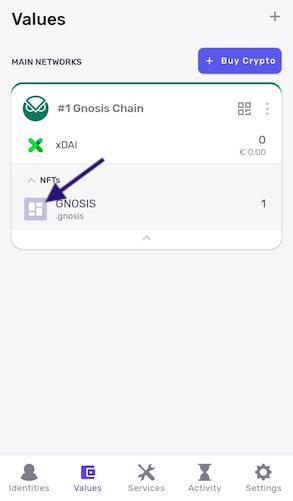 Values
MAIN NETWORKS
+ Buy Crypto
#1 Gnosis Chain
xDAI
0
€ 0.00
NFTs
GNOSIS
1
.gnosis
Identities
Values
Services
Activity
Settings